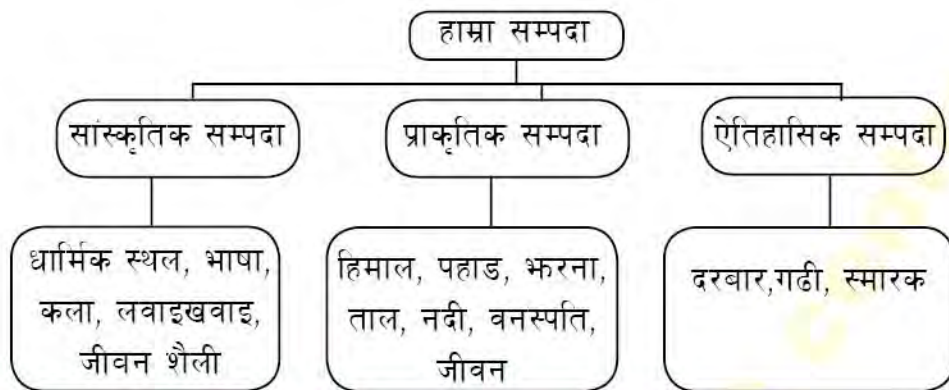 हाम्रा सम्पदा
सांस्कृतिक सम्पदा
प्राकृतिक सम्पदा
ऐतिहासिक सम्पदा
धार्मिक स्थल, भाषा,
कला, लवाइखवाइ,
जीवन शैली
हिमाल, पहाड, झरना,
ताल, नदी, वनस्पति,
जीवन
दरबार,गढी, स्मारक